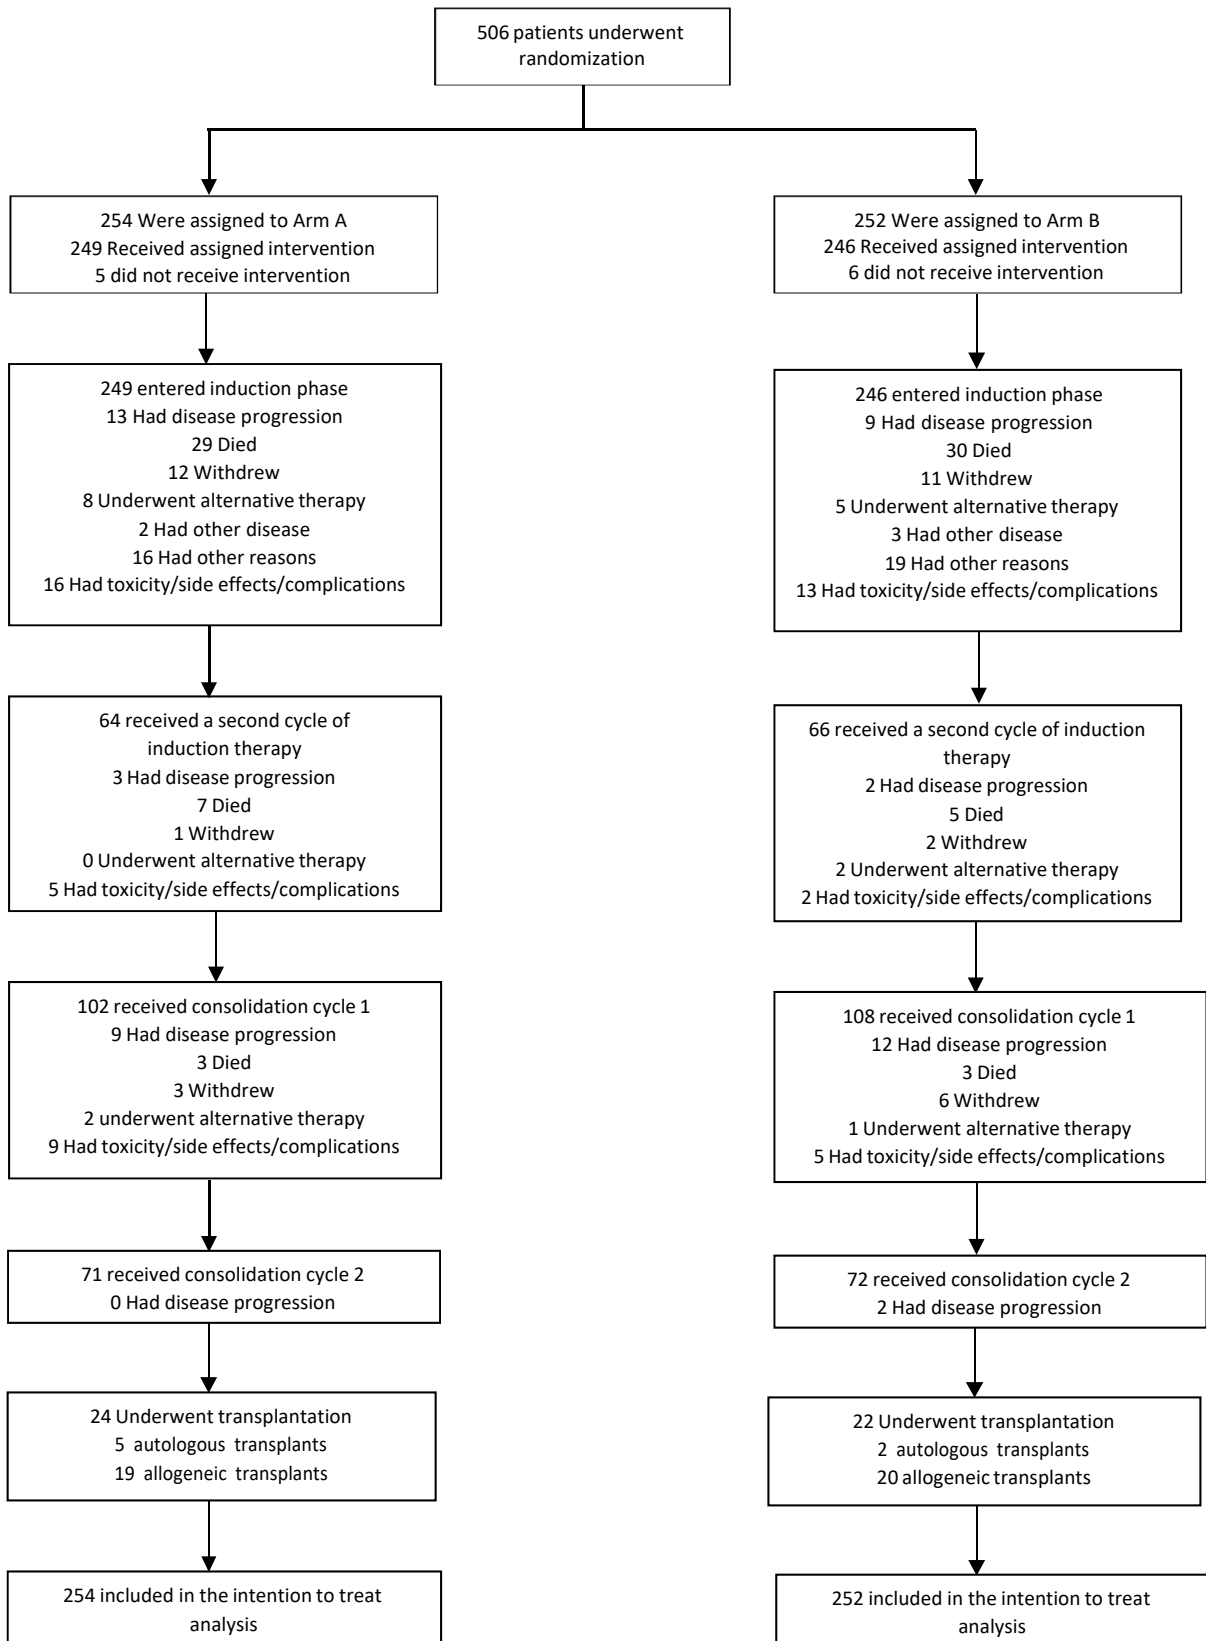 506 patients underwent
randomization
254 Were assigned to Arm A
249 Received assigned intervention
5 did not receive intervention
252 Were assigned to Arm B
246 Received assigned intervention
6 did not receive intervention
249 entered induction phase
13 Had disease progression
29 Died
12 Withdrew
8 Underwent alternative therapy
2 Had other disease
16 Had other reasons
16 Had toxicity/side effects/complications
246 entered induction phase
9 Had disease progression
30 Died
11 Withdrew
5 Underwent alternative therapy
3 Had other disease
19 Had other reasons
13 Had toxicity/side effects/complications
64 received a second cycle of
induction therapy
3 Had disease progression
7 Died
1 Withdrew
0 Underwent alternative therapy
5 Had toxicity/side effects/complications
66 received a second cycle of induction
therapy
2 Had disease progression
5 Died
2 Withdrew
2 Underwent alternative therapy
2 Had toxicity/side effects/complications
102 received consolidation cycle 1
9 Had disease progression
3 Died
3 Withdrew
2 underwent alternative therapy
9 Had toxicity/side effects/complications
108 received consolidation cycle 1
12 Had disease progression
3 Died
6 Withdrew
1 Underwent alternative therapy
5 Had toxicity/side effects/complications
71 received consolidation cycle 2
0 Had disease progression
72 received consolidation cycle 2
2 Had disease progression
24 Underwent transplantation
5 autologous transplants
19 allogeneic transplants
22 Underwent transplantation
2 autologous transplants
20 allogeneic transplants
254 included in the intention to treat
analysis
252 included in the intention to treat
analysis